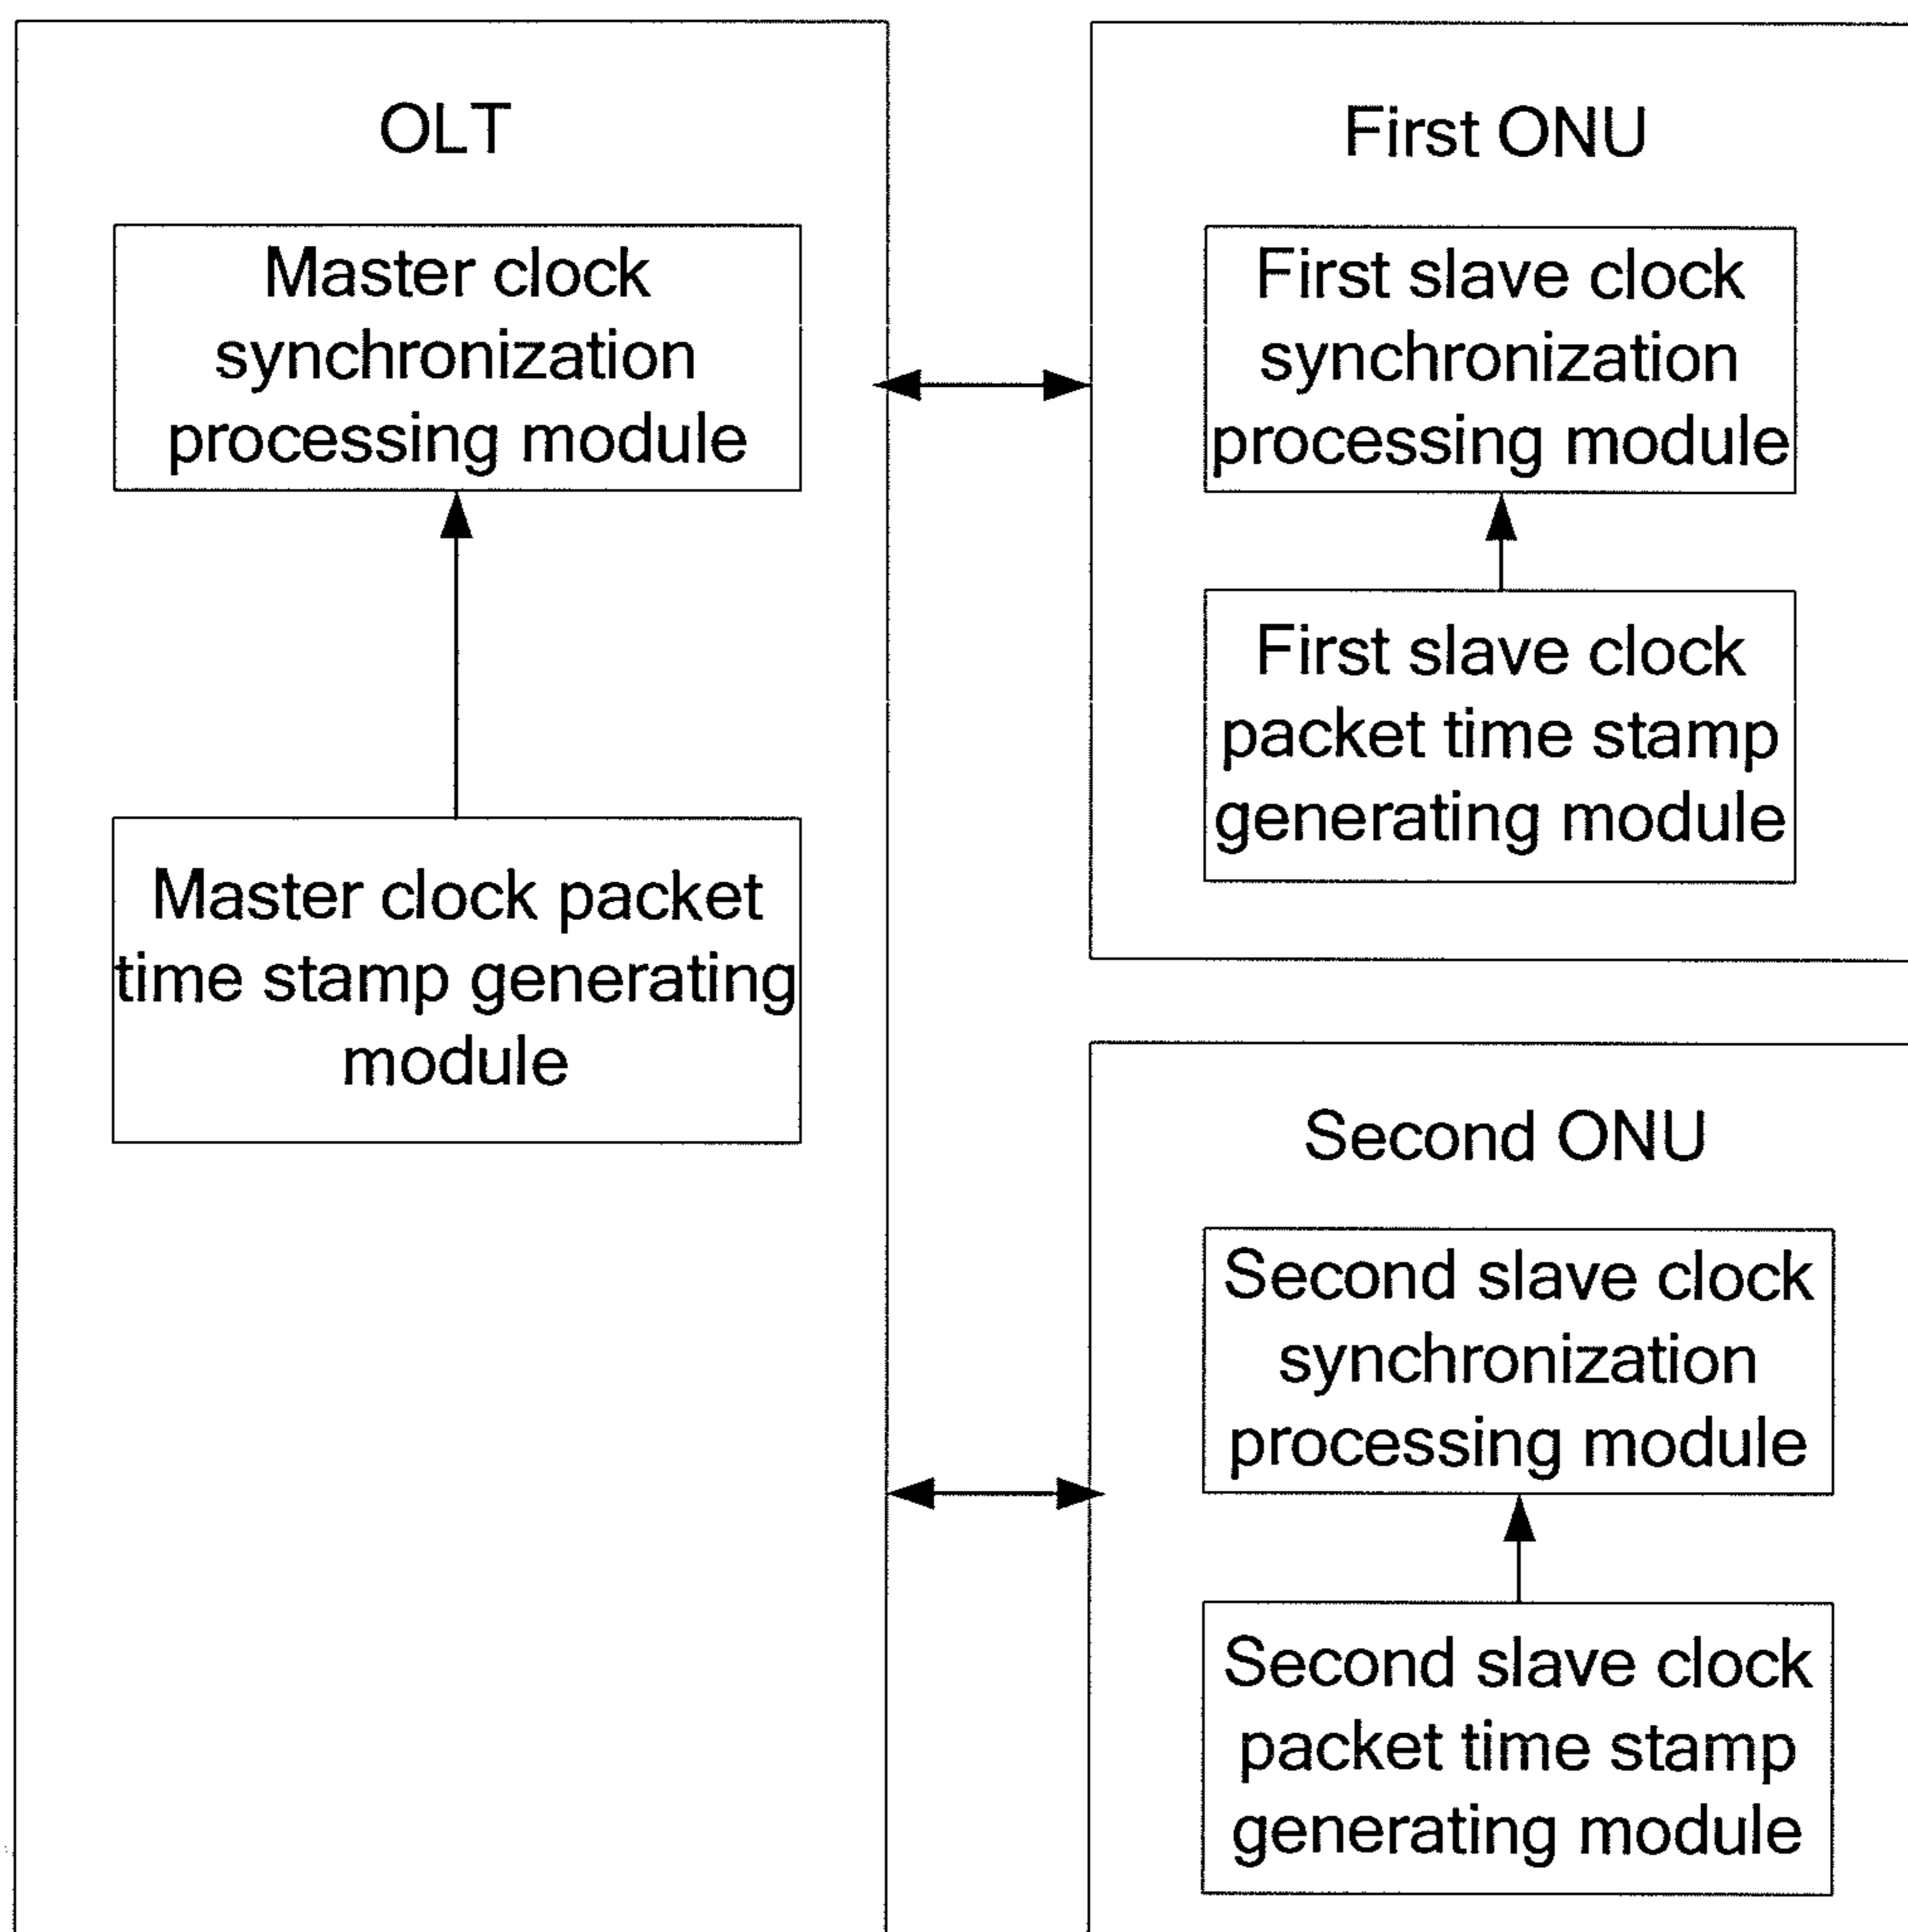 OLT
Master clock
synchronization
processing module
Master clock packet
time stamp generating
module
First ONU
First slave clock
synchronization
processing module
First slave clock
packet time stamp
generating module
Second ONU
Second slave clock
synchronization
processing module
Second slave clock
packet time stamp
generating module